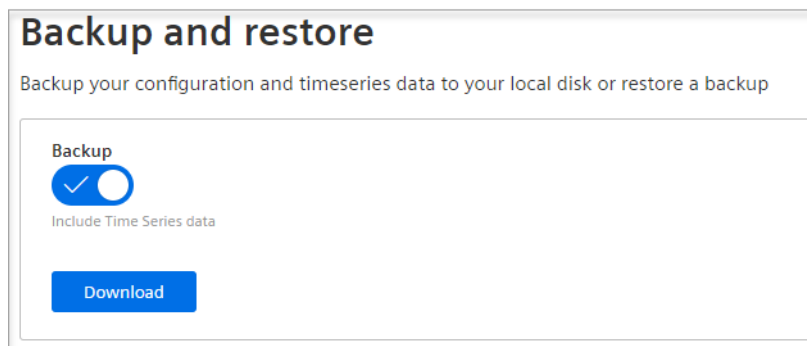 Backup and restore
Backup your configuration and timeseries data to your local disk or restore a backup
Backup
Include Time Series data
Download